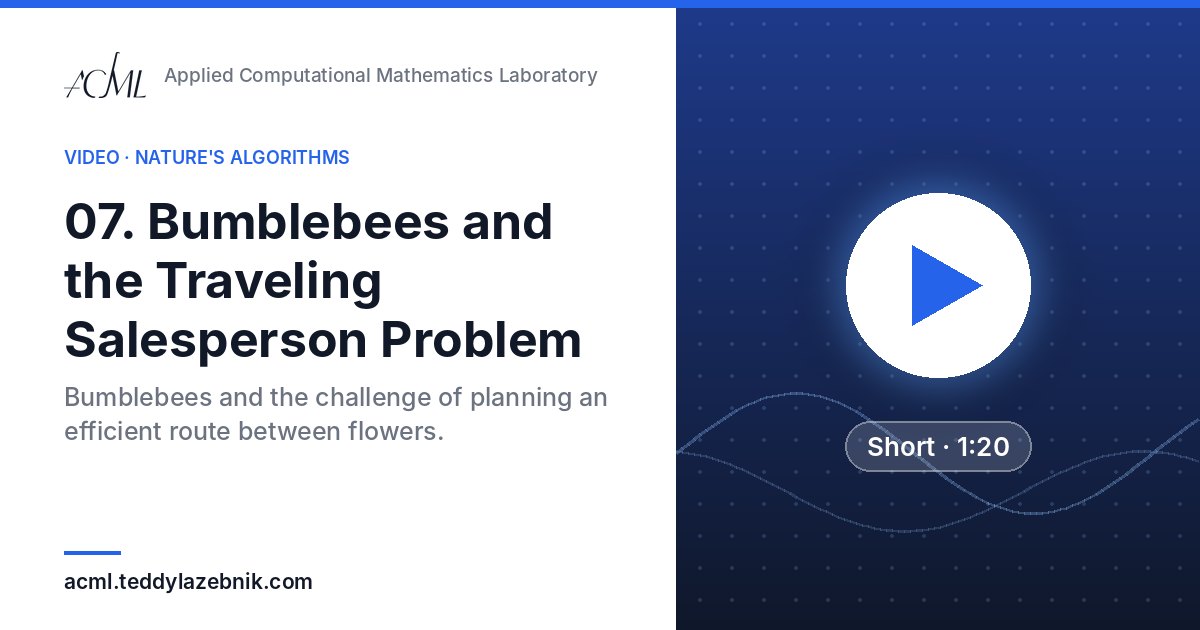 ACML
Applied Computational Mathematics Laboratory
VIDEO · NATURE'S ALGORITHMS
07. Bumblebees and
the Traveling
Salesperson Problem
Bumblebees and the challenge of planning an
efficient route between flowers.
Short · 1:20
acml.teddylazebnik.com